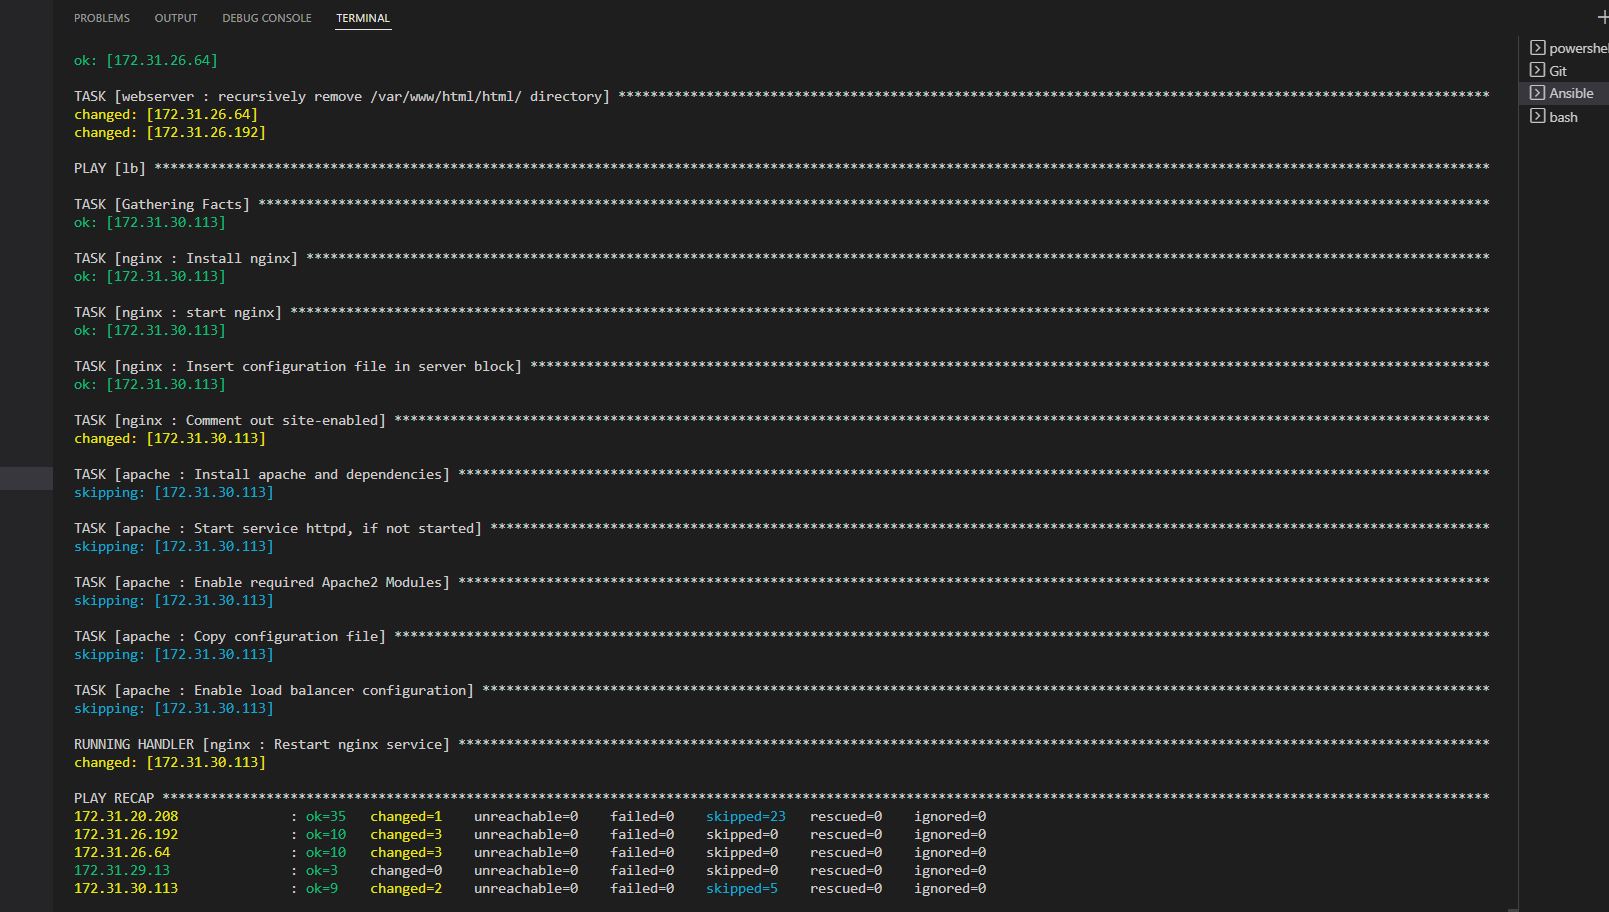 PROBLEMS OUTPUT DEBUG CONSOLE TERMINAL
powershel
Git
Ansible
bash
ok: [172.31.26.64]
TASK [webserver : recursively remove /var/www/html/html/ directory] *************************************************************************************************************
changed: [172.31.26.64]
changed: [172.31.26.192]
PLAY [lb] ***********************************************************************************************************************************************************************
TASK [Gathering Facts] **********************************************************************************************************************************************************
ok: [172.31.30.113]
TASK [nginx : Install nginx] ****************************************************************************************************************************************************
ok: [172.31.30.113]
TASK [nginx : start nginx] ******************************************************************************************************************************************************
ok: [172.31.30.113]
TASK [nginx : Insert configuration file in server block] ************************************************************************************************************************
ok: [172.31.30.113]
TASK [nginx : Comment out site-enabled] *****************************************************************************************************************************************
changed: [172.31.30.113]
TASK [apache : Install apache and dependencies] *********************************************************************************************************************************
skipping: [172.31.30.113]
TASK [apache : Start service httpd, if not started] *****************************************************************************************************************************
skipping: [172.31.30.113]
TASK [apache : Enable required Apache2 Modules] *********************************************************************************************************************************
skipping: [172.31.30.113]
TASK [apache : Copy configuration file] *****************************************************************************************************************************************
skipping: [172.31.30.113]
TASK [apache : Enable load balancer configuration] ******************************************************************************************************************************
skipping: [172.31.30.113]
RUNNING HANDLER [nginx : Restart nginx service] *********************************************************************************************************************************
changed: [172.31.30.113]
PLAY RECAP **********************************************************************************************************************************************************************
172.31.20.208 : ok=35 changed=1 unreachable=0 failed=0 skipped=23 rescued=0 ignored=0
172.31.26.192 : ok=10 changed=3 unreachable=0 failed=0 skipped=0 rescued=0 ignored=0
172.31.26.64 : ok=10 changed=3 unreachable=0 failed=0 skipped=0 rescued=0 ignored=0
172.31.29.13 : ok=3 changed=0 unreachable=0 failed=0 skipped=0 rescued=0 ignored=0
172.31.30.113 : ok=9 changed=2 unreachable=0 failed=0 skipped=5 rescued=0 ignored=0